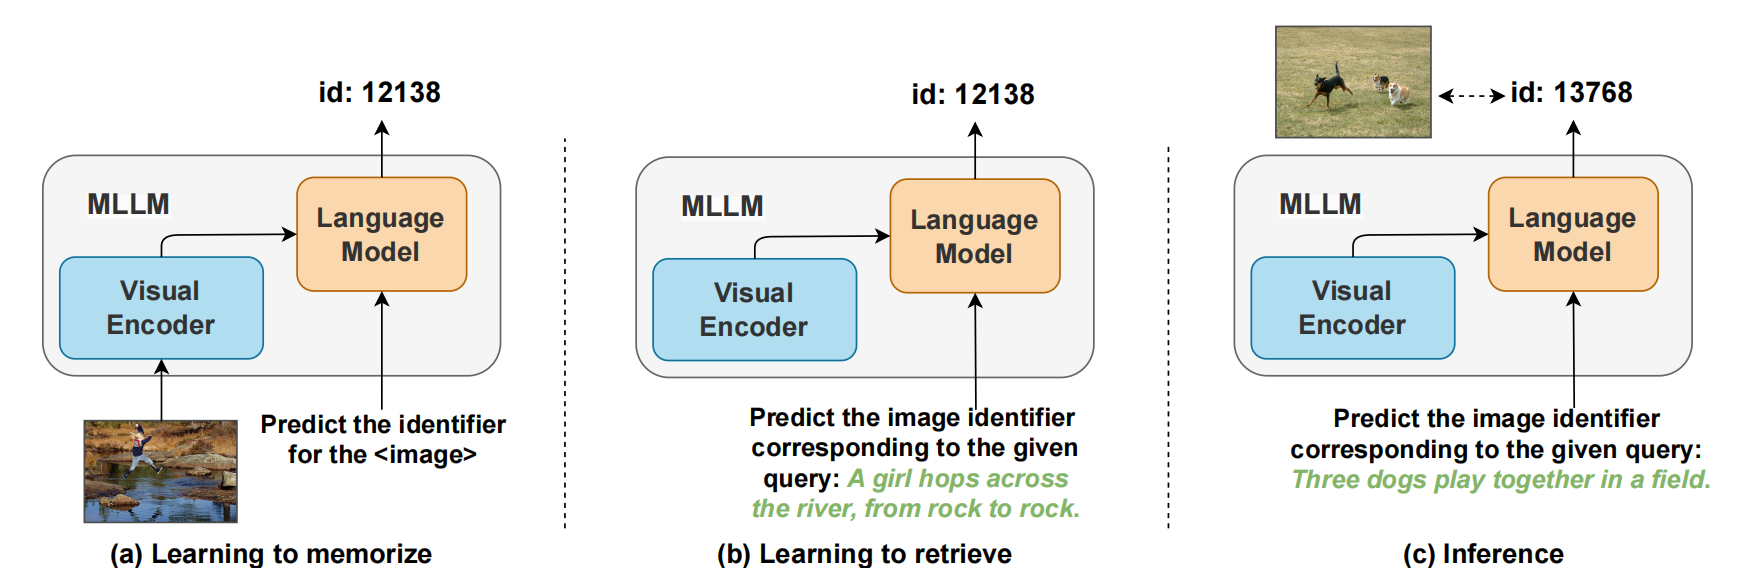 id: 12138
MLLM
Language
Model
Visual
Encoder
Predict the identifier
for the <image>
(a) Learning to memorize
id: 12138
MLLM
Language
Model
Visual
Encoder
Predict the image identifier
corresponding to the given
query: A girl hops across
the river, from rock to rock.
(b) Learning to retrieve
id: 13768
MLLM
Language
Model
Visual
Encoder
Predict the image identifier
corresponding to the given query:
Three dogs play together in a field.
(c) Inference